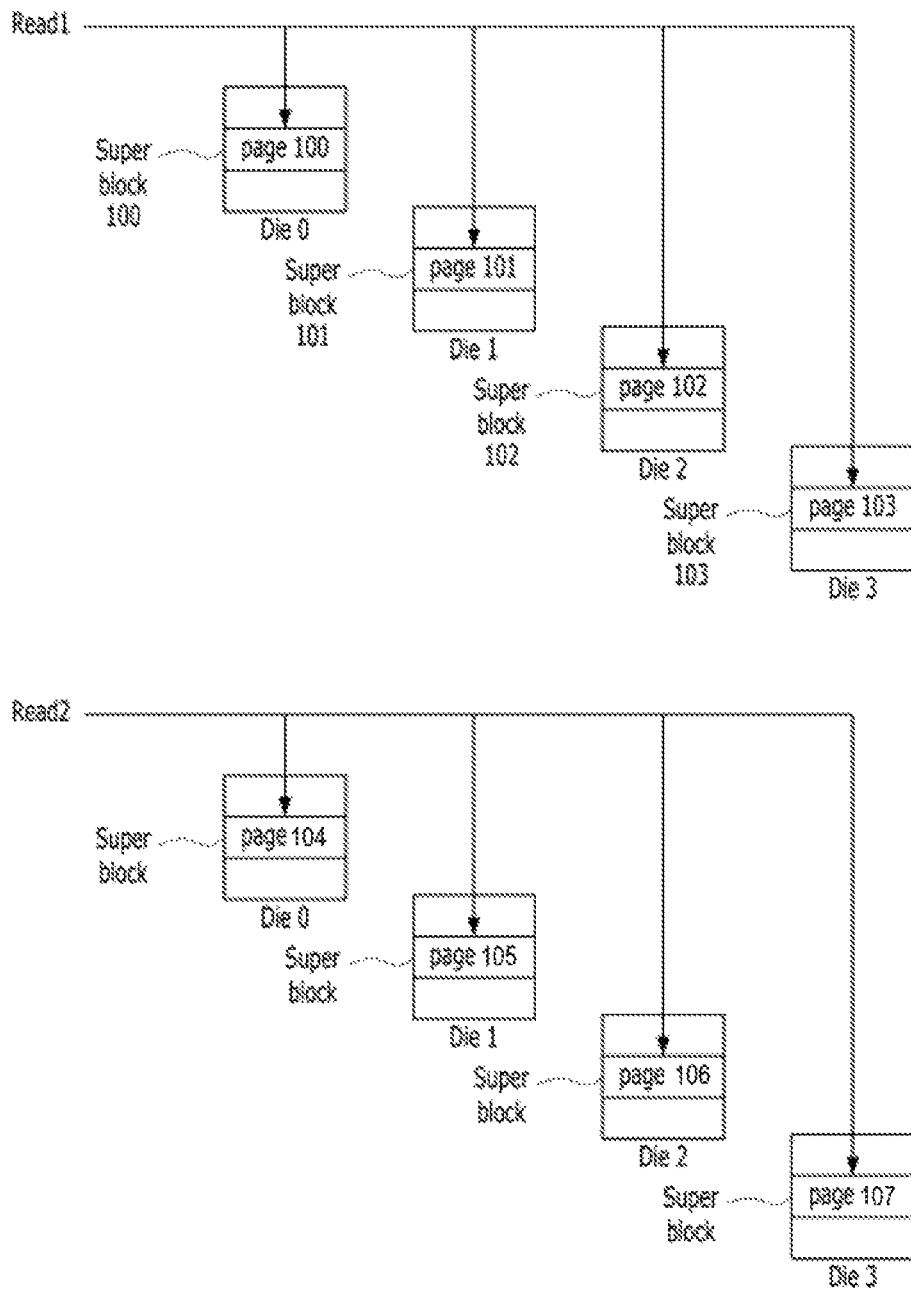 Read1
page 100
Super
block
100
Die 0
page 101
Super
block
101
Die 1
page 102
Super
block
102
Die 2
page 103
Super
block
103
Die 3
Read2
page 104
Super
block
Die 0
page 105
Super
block
Die 1
page 106
Super
block
Die 2
page 107
Super
block
Die 3